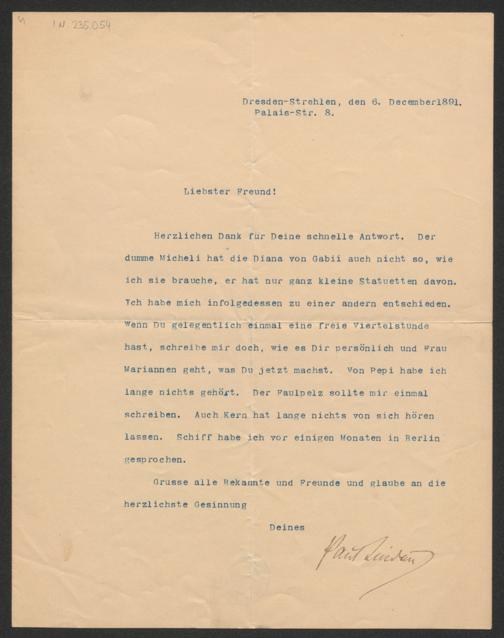 I.N. 235.054
Dresden-Strehlen, den 6. December1891.
Palais-Str. 8.
Liebster Freund!
Herzlichen Dank für Deine schnelle Antwort. Der
dumme Micheli hat die Diana von Gabii auch nicht so, wie
ich sie brauche, er hat nur ganz kleine Statuetten davon.
Ich habe mich infolgedessen zu einer andern entschieden.
Wenn Du gelegentlich einmal eine freie Viertelstunde
hast, schreibe mir doch, wie es Dir persönlich und Frau
Mariannen geht, was Du jetzt machst. Von Pepi habe ich
lange nichts gehört. Der Faulpelz sollte mir einmal
schreiben. Auch Kern hat lange nichts von sich hören
lassen. Schiff habe ich vor einigen Monaten in Berlin
gesprochen.
Grusse alle Bekannte und Freunde und glaube an die
herzlichste Gesinnung
Deines
Paul Lindau